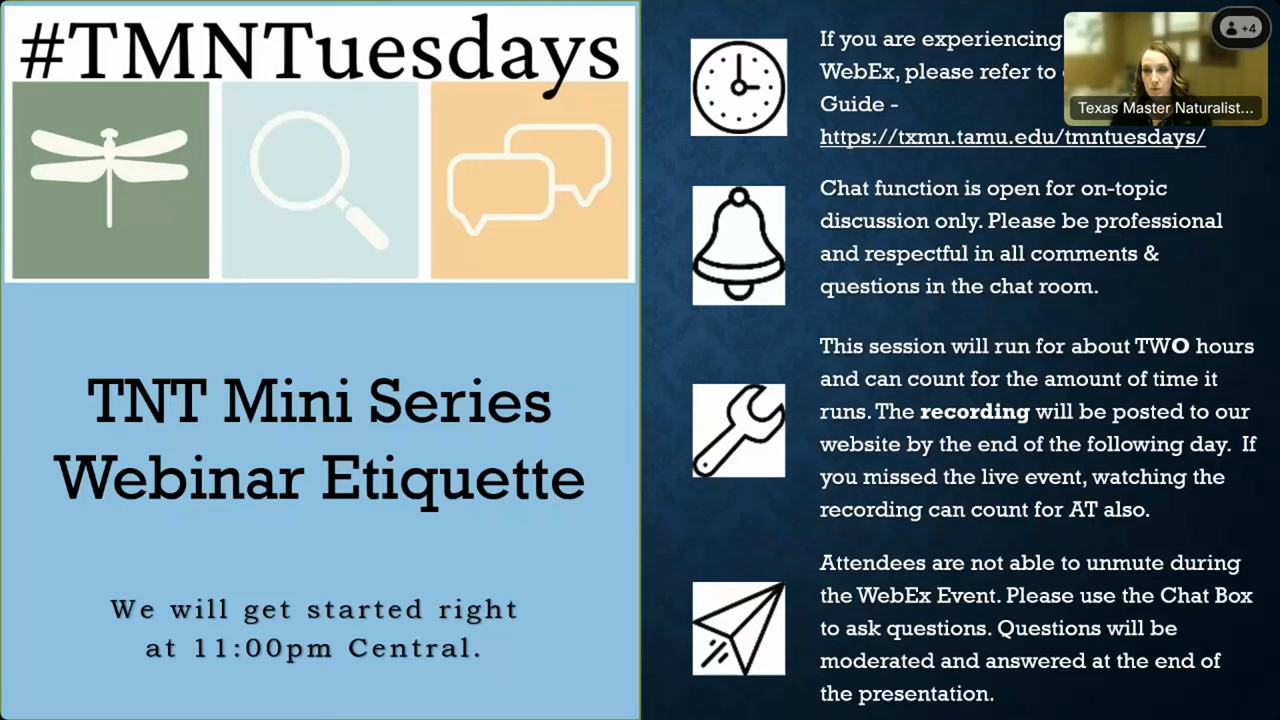 #TMNTuesdays
TNT Mini Series
Webinar Etiquette
We will get started right
at 11:00pm Central.
If you are experiencing
WebEx, please refer to
Guide -
https://txmn.tamu.edu/tmntuesdays/
Chat function is open for on-topic
discussion only. Please be professional
and respectful in all comments &
questions in the chat room.
This session will run for about TWO hours
and can count for the amount of time it
runs. The recording will be posted to our
website by the end of the following day. If
you missed the live event, watching the
recording can count for AT also.
Attendees are not able to unmute during
the WebEx Event. Please use the Chat Box
to ask questions. Questions will be
moderated and answered at the end of
the presentation.
+4
Texas Master Naturalist...